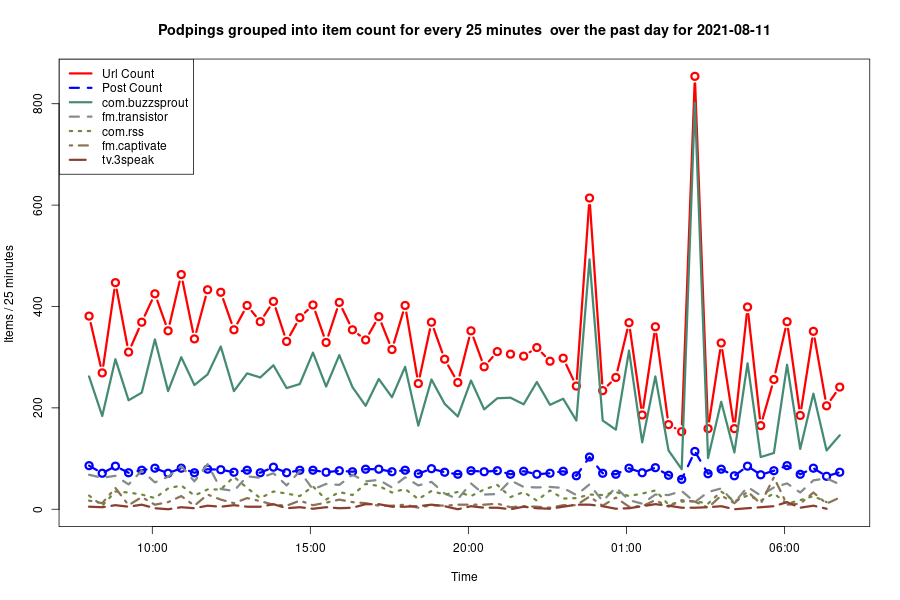 Podpings grouped into item count for every 25 minutes  over the past day for 2021-08-11
Url Count
Post Count
com.buzzsprout
fm.transistor
com.rss
fm.captivate
tv.3speak
Items / 25 minutes
800
600
400
200
0
10:00 15:00 20:00 01:00 06:00
Time